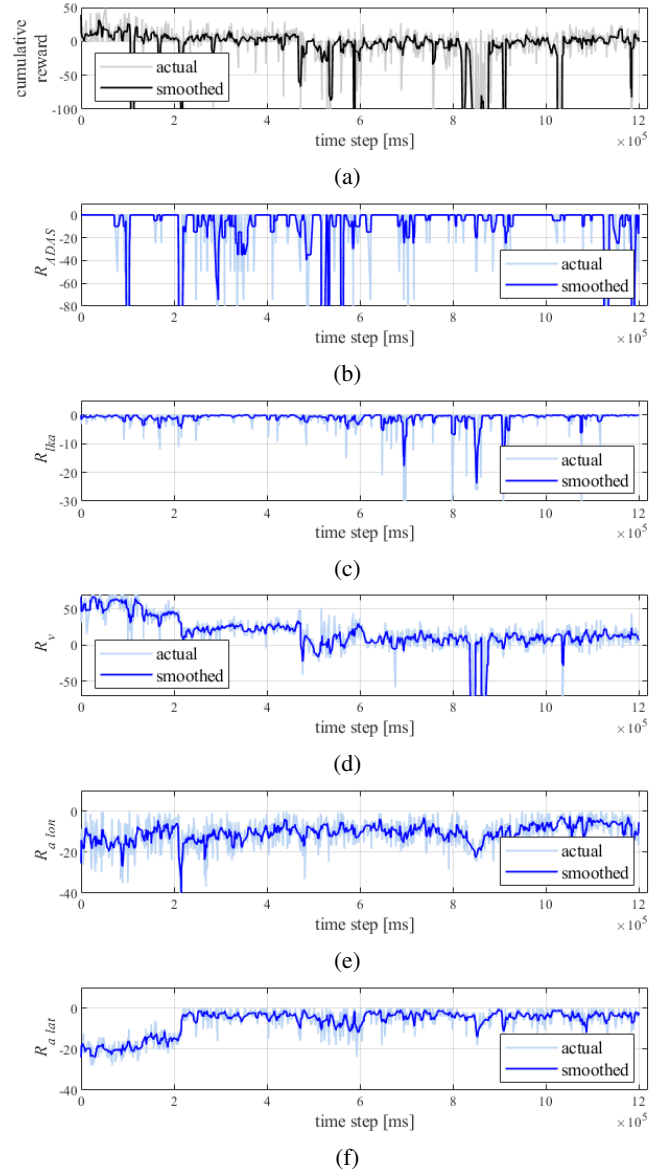 50
0
-50
-100
cumulative
reward
actual
smoothed
0 2 4 6 8 10 12
time step [ms]
×10^5
(a)
0
-20
-40
-60
-80
R_ADAS
actual
smoothed
0 2 4 6 8 10 12
time step [ms]
×10^5
(b)
0
-10
-20
-30
R_lka
actual
smoothed
0 2 4 6 8 10 12
time step [ms]
×10^5
(c)
50
0
-50
R_v
actual
smoothed
0 2 4 6 8 10 12
time step [ms]
×10^5
(d)
0
-20
-40
R_a lon
actual
smoothed
0 2 4 6 8 10 12
time step [ms]
×10^5
(e)
0
-20
-40
R_a lat
actual
smoothed
0 2 4 6 8 10 12
time step [ms]
×10^5
(f)